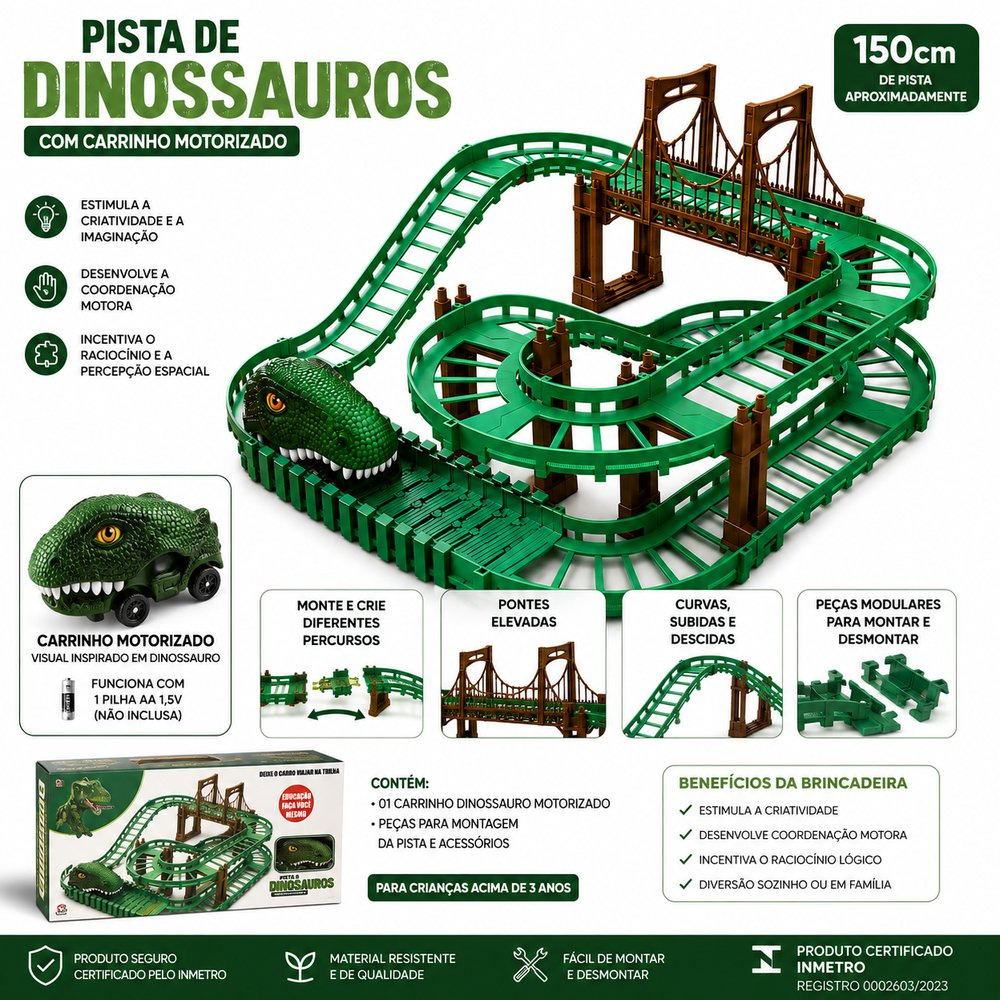 PISTA DE
DINOSSAUROS
COM CARRINHO MOTORIZADO
150cm
DE PISTA
APROXIMADAMENTE
ESTIMULA A
CRIATIVIDADE E A
IMAGINAÇÃO
DESENVOLVE A
COORDENAÇÃO
MOTORA
INCENTIVA O
RACIOCÍNIO E A
PERCEPÇÃO ESPACIAL
CARRINHO MOTORIZADO
VISUAL INSPIRADO EM DINOSSAURO
FUNCIONA COM
1 PILHA AA 1,5V
(NÃO INCLUSA)
MONTE E CRIE
DIFERENTES
PERCURSOS
PONTES
ELEVADAS
CURVAS,
SUBIDAS E
DESCIDAS
PEÇAS MODULARES
PARA MONTAR E
DESMONTAR
DEIXE O CARRO VIAJAR NA TRILHA
EDUCAÇÃO
FAÇA VOCÊ
MESMO
PISTA D
DINOSAUROS
CONTÉM:
• 01 CARRINHO DINOSSAURO MOTORIZADO
• PEÇAS PARA MONTAGEM
DA PISTA E ACESSÓRIOS
PARA CRIANÇAS ACIMA DE 3 ANOS
BENEFÍCIOS DA BRINCADEIRA
✓ ESTIMULA A CRIATIVIDADE
✓ DESENVOLVE COORDENAÇÃO MOTORA
✓ INCENTIVA O RACIOCÍNIO LÓGICO
✓ DIVERSÃO SOZINHO OU EM FAMÍLIA
PRODUTO SEGURO
CERTIFICADO PELO INMETRO
MATERIAL RESISTENTE
E DE QUALIDADE
FÁCIL DE MONTAR
E DESMONTAR
PRODUTO CERTIFICADO
INMETRO
REGISTRO 0002603/2023